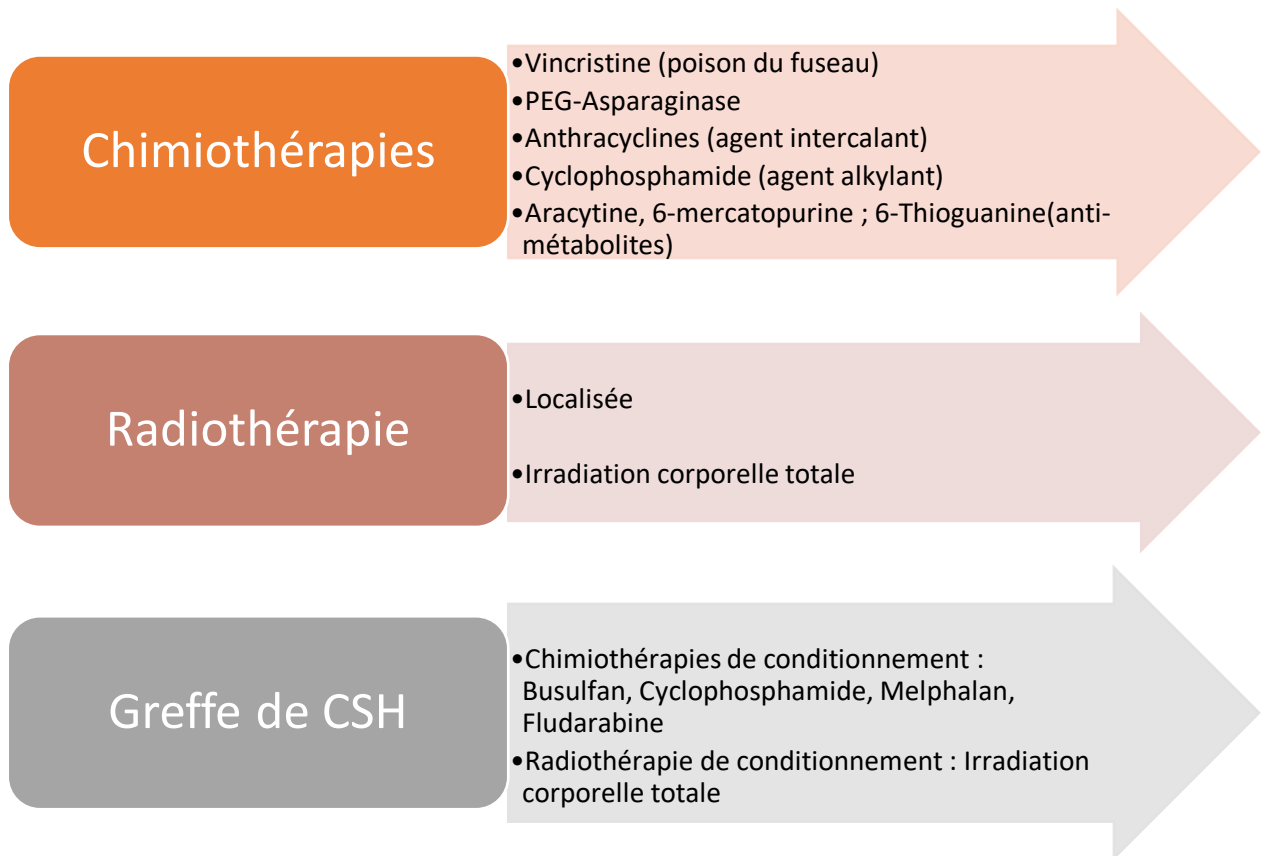 Chimiothérapies
•Vincristine (poison du fuseau)
•PEG-Asparaginase
•Anthracyclines (agent intercalant)
•Cyclophosphamide (agent alkylant)
•Aracytine, 6-mercatopurine ; 6-Thioguanine(anti-
métabolites)
Radiothérapie
•Localisée
•Irradiation corporelle totale
Greffe de CSH
•Chimiothérapies de conditionnement :
Busulfan, Cyclophosphamide, Melphalan,
Fludarabine
•Radiothérapie de conditionnement : Irradiation
corporelle totale